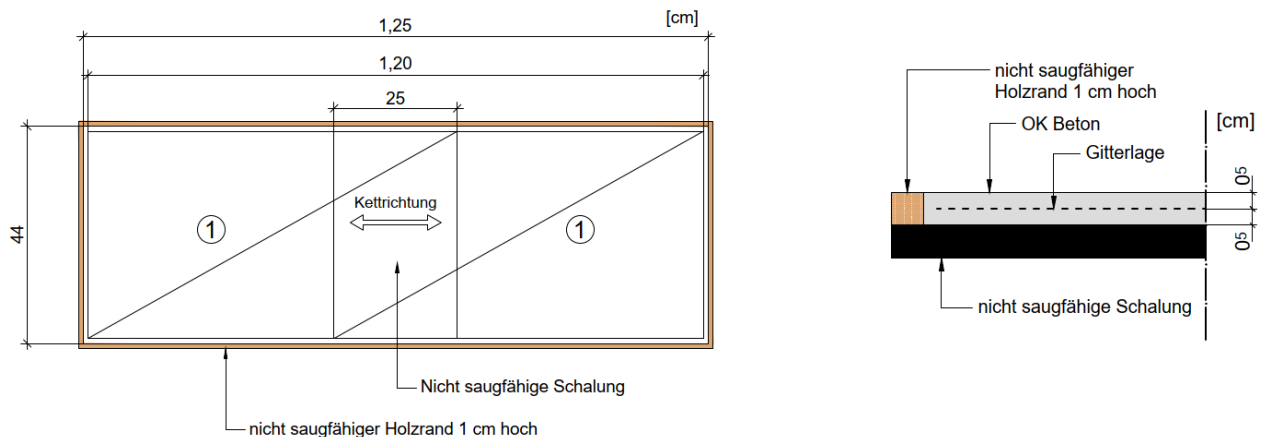 [cm]
1,25
1,20
25
44
Kettrichtung
1
1
Nicht saugfähige Schalung
nicht saugfähiger Holzrand 1 cm hoch
nicht saugfähiger
Holzrand 1 cm hoch
OK Beton
[cm]
Gitterlage
0⁵
0⁵
nicht saugfähige Schalung